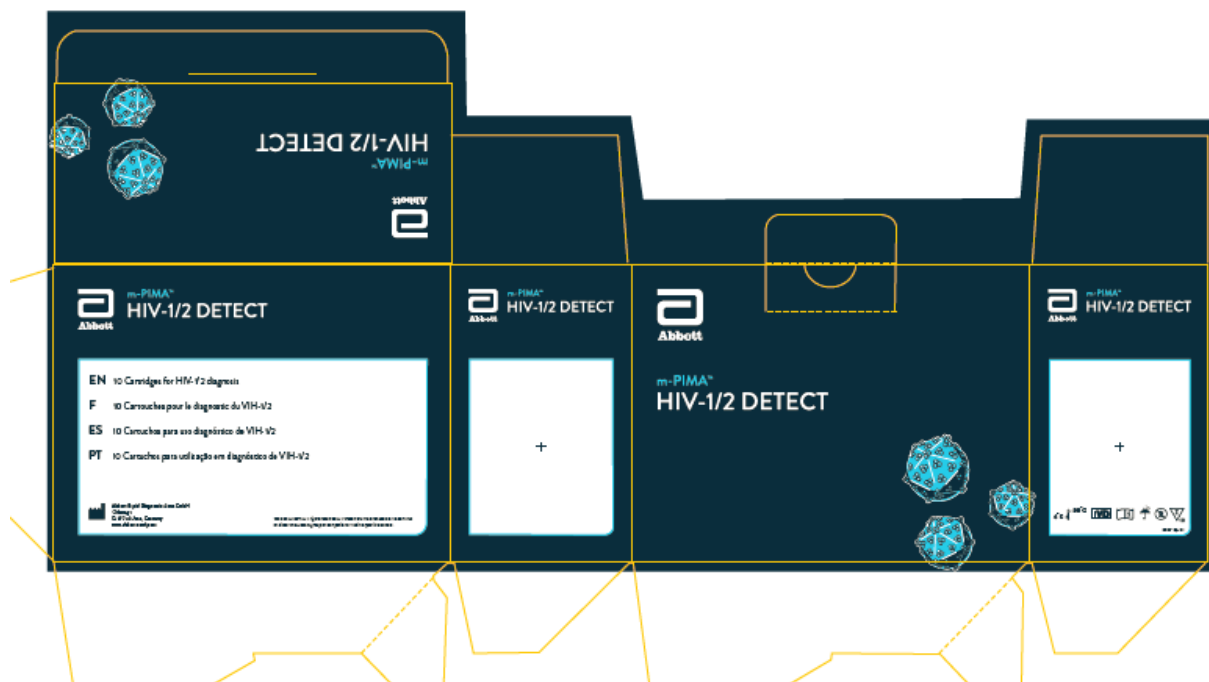 HIV-1/2 DETECT
m-PIMA™
Abbott
Abbott
m-PIMA™
HIV-1/2 DETECT
EN 10 Cartridges for HIV-1/2 diagnosis
F 10 Cartouches pour le diagnostic du VIH-1/2
ES 10 Cartuchos para uso diagnóstico de VIH-1/2
PT 10 Cartuchos para utilização em diagnóstico de VIH-1/2
Abbott
m-PIMA™
HIV-1/2 DETECT
Abbott
m-PIMA™
HIV-1/2 DETECT
Abbott
m-PIMA™
HIV-1/2 DETECT
IVD